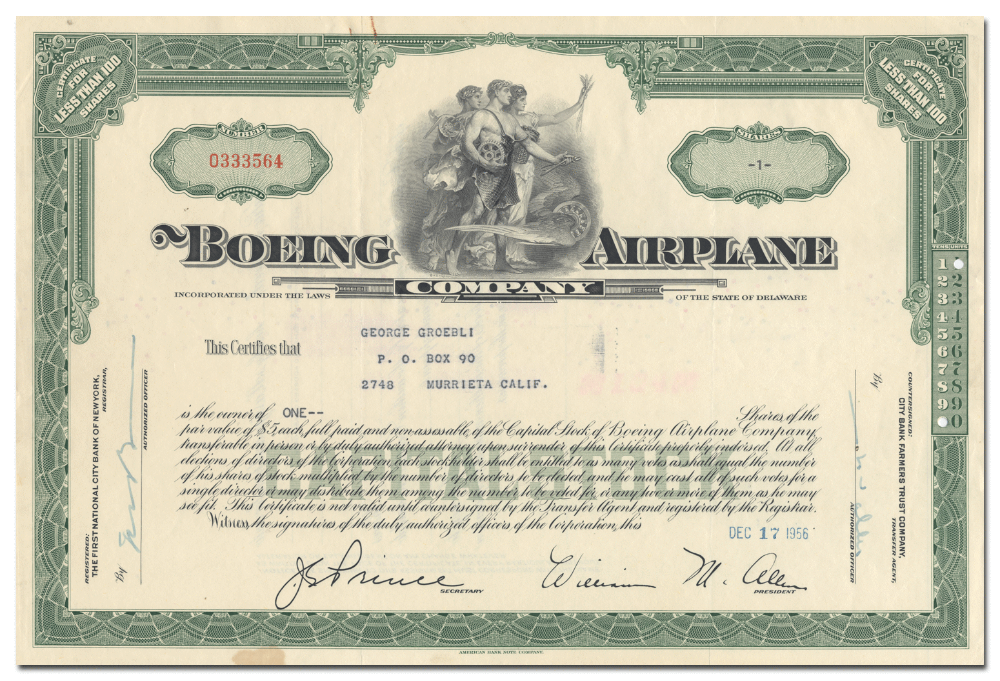 CERTIFICATE
FOR
LESS THAN 100
SHARES
CERTIFICATE
FOR
LESS THAN 100
SHARES
NUMBER
0333564
SHARES
-1-
BOEING AIRPLANE
COMPANY
INCORPORATED UNDER THE LAWS
OF THE STATE OF DELAWARE
TENS UNITS
1
2 2
3 3
4 4
5 5
6 6
7 7
8 8
9 9
0
This Certifies that
GEORGE GROEBLI
P. O. BOX 90
2748 MURRIETA CALIF.
is the owner of ONE-- Shares, of the
par value of $5, each, full paid and non-assessable, of the Capital Stock of Boeing Airplane Company,
transferable in person or by duly authorized attorney upon surrender of this Certificate properly indorsed. At all
elections of directors of the Corporation, each stockholder shall be entitled to as many votes as shall equal the number
of his shares of stock multiplied by the number of directors to be elected, and he may cast all of such votes for a
single director or may distribute them among the number to be voted for, or any two or more of them as he may
see fit. This Certificate is not valid until countersigned by the Transfer Agent and registered by the Registrar.
Witness, the signatures of the duly authorized officers of the Corporation, this
CAPITAL STOCK
DEC 17 1956
J E Prince
SECRETARY
William M. Allen
PRESIDENT
REGISTERED:
THE FIRST NATIONAL CITY BANK OF NEW YORK,
REGISTRAR,
By
AUTHORIZED OFFICER
COUNTERSIGNED:
CITY BANK FARMERS TRUST COMPANY,
TRANSFER AGENT,
By
AUTHORIZED OFFICER
AMERICAN BANK NOTE COMPANY.